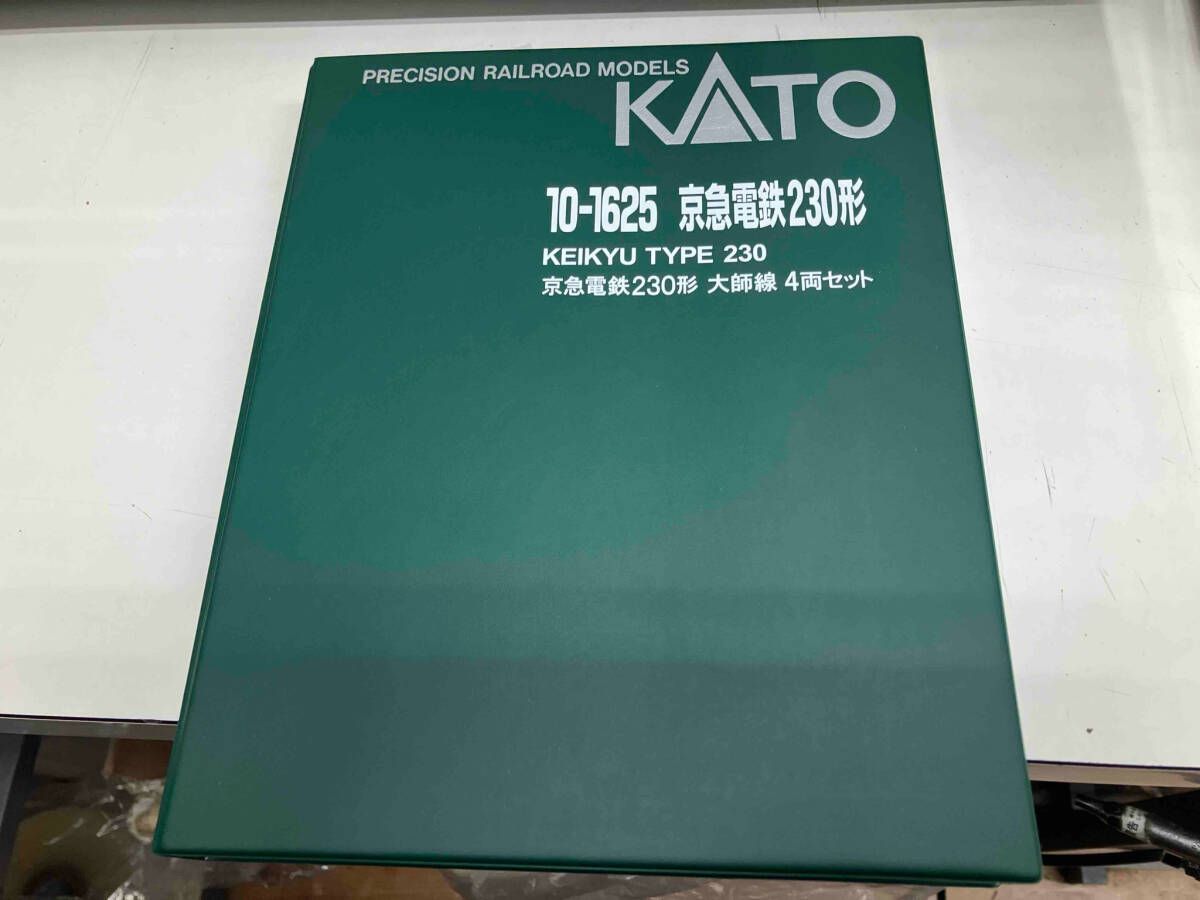 PRECISION RAILROAD MODELS
KATO
10-1625 京急電鉄230形
KEIKYU TYPE 230
京急電鉄230形 大師線 4両セット